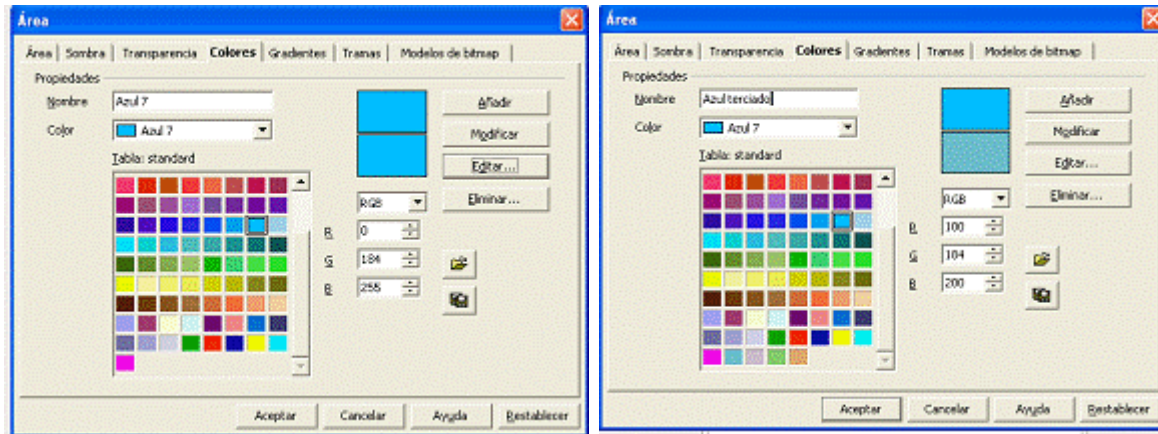 Área
Área Sombra Transparencia Colores Gradientes Tramas Modelos de bitmap
Propiedades
Nombre Azul 7 Añadir
Color Azul 7 Modificar
Tabla: standard Editar...
RGB Eliminar...
R 0
G 184
B 255
Aceptar Cancelar Ayuda Restablecer
Área
Área Sombra Transparencia Colores Gradientes Tramas Modelos de bitmap
Propiedades
Nombre Azul terciado Añadir
Color Azul 7 Modificar
Tabla: standard Editar...
RGB Eliminar...
R 100
G 184
B 200
Aceptar Cancelar Ayuda Restablecer